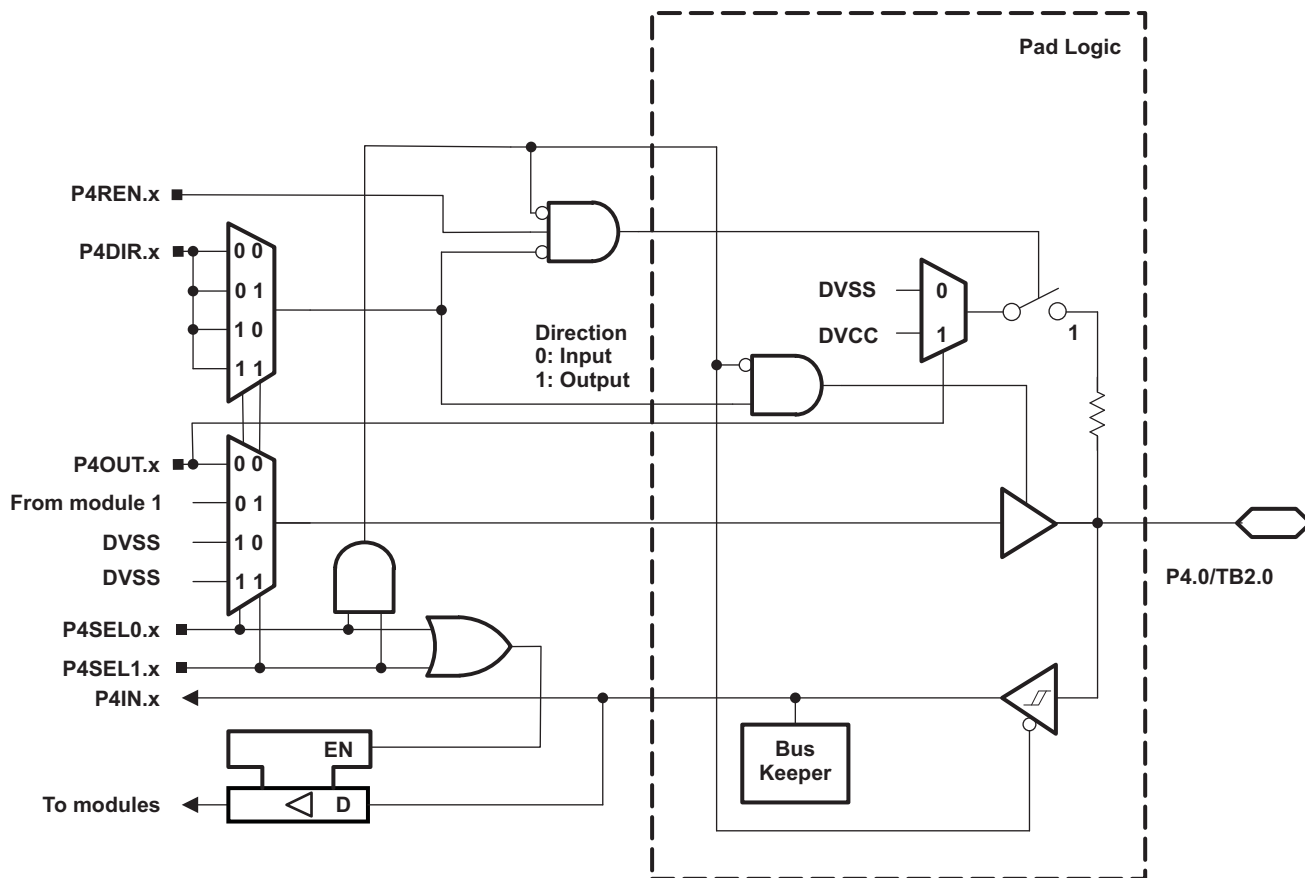 Pad Logic
P4REN.x
P4DIR.x
0 0
0 1
1 0
1 1
Direction
0: Input
1: Output
DVSS
0
DVCC
1
1
P4OUT.x
0 0
From module 1
0 1
DVSS
1 0
DVSS
1 1
P4.0/TB2.0
P4SEL0.x
P4SEL1.x
P4IN.x
Bus
Keeper
EN
To modules
D